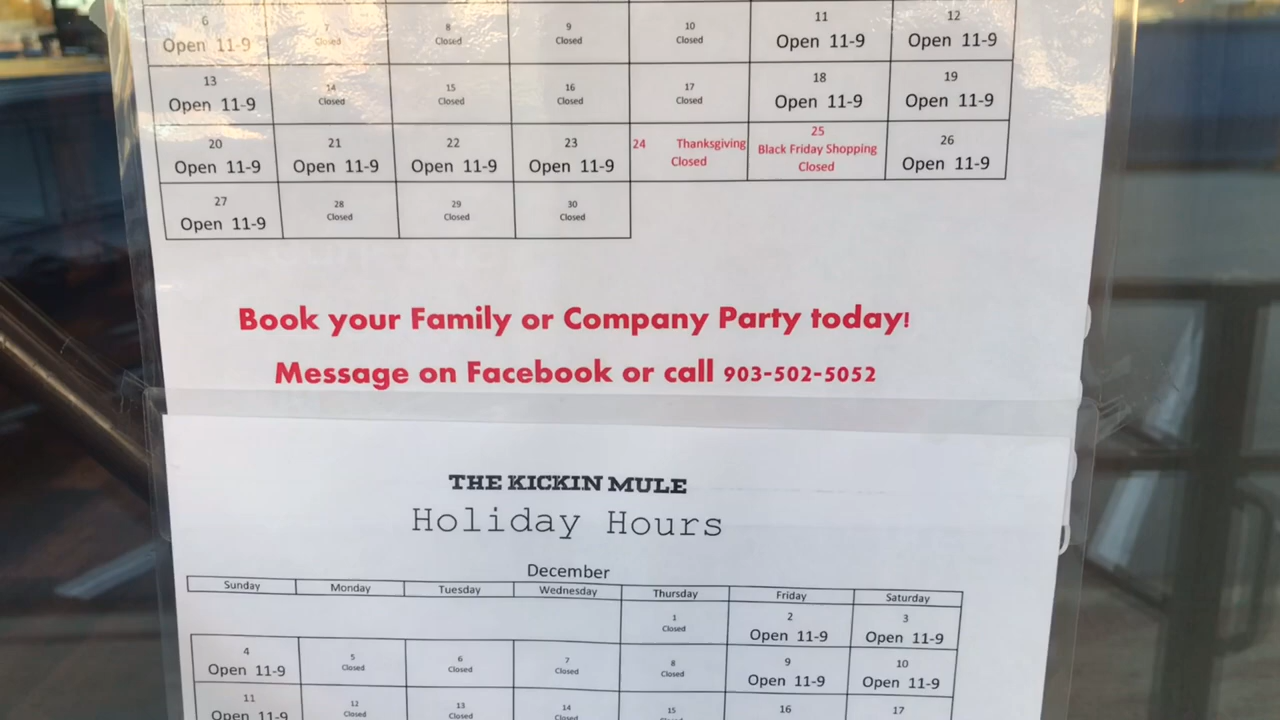 6 7 8 9 10 11 12
Open 11-9 Closed Closed Closed Closed Open 11-9 Open 11-9
13 14 15 16 17 18 19
Open 11-9 Closed Closed Closed Closed Open 11-9 Open 11-9
20 21 22 23 24 Thanksgiving 25 26
Open 11-9 Open 11-9 Open 11-9 Open 11-9 Closed Black Friday Shopping Open 11-9
Closed
27 28 29 30
Open 11-9 Closed Closed Closed
Book your Family or Company Party today!
Message on Facebook or call 903-502-5052
THE KICKIN MULE
Holiday Hours
December
Sunday Monday Tuesday Wednesday Thursday Friday Saturday
1 2 3
Closed Open 11-9 Open 11-9
4 5 6 7 8 9 10
Open 11-9 Closed Closed Closed Closed Open 11-9 Open 11-9
11 12 13 14 15 16 17
Open 11-9 Closed Closed Closed